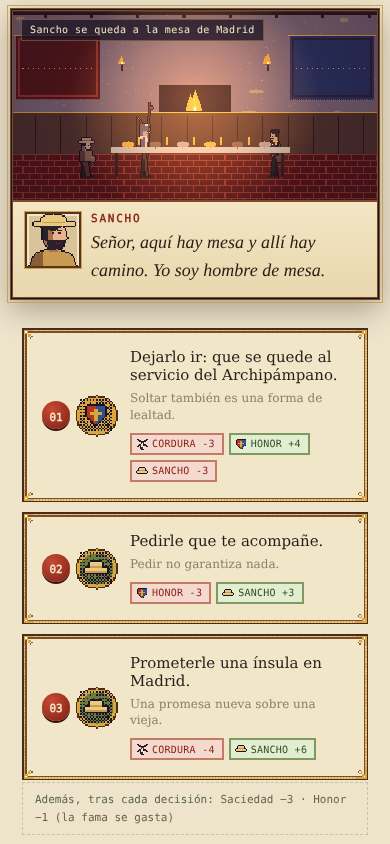 Sancho se queda a la mesa de Madrid
SANCHO
Señor, aquí hay mesa y allí hay
camino. Yo soy hombre de mesa.
01
Dejarlo ir: que se quede al
servicio del Archipámpano.
Soltar también es una forma de
lealtad.
CORDURA -3 HONOR +4
SANCHO -3
02
Pedirle que te acompañe.
Pedir no garantiza nada.
HONOR -3 SANCHO +3
03
Prometerle una ínsula en
Madrid.
Una promesa nueva sobre una
vieja.
CORDURA -4 SANCHO +6
Además, tras cada decisión: Saciedad −3 · Honor
−1 (la fama se gasta)